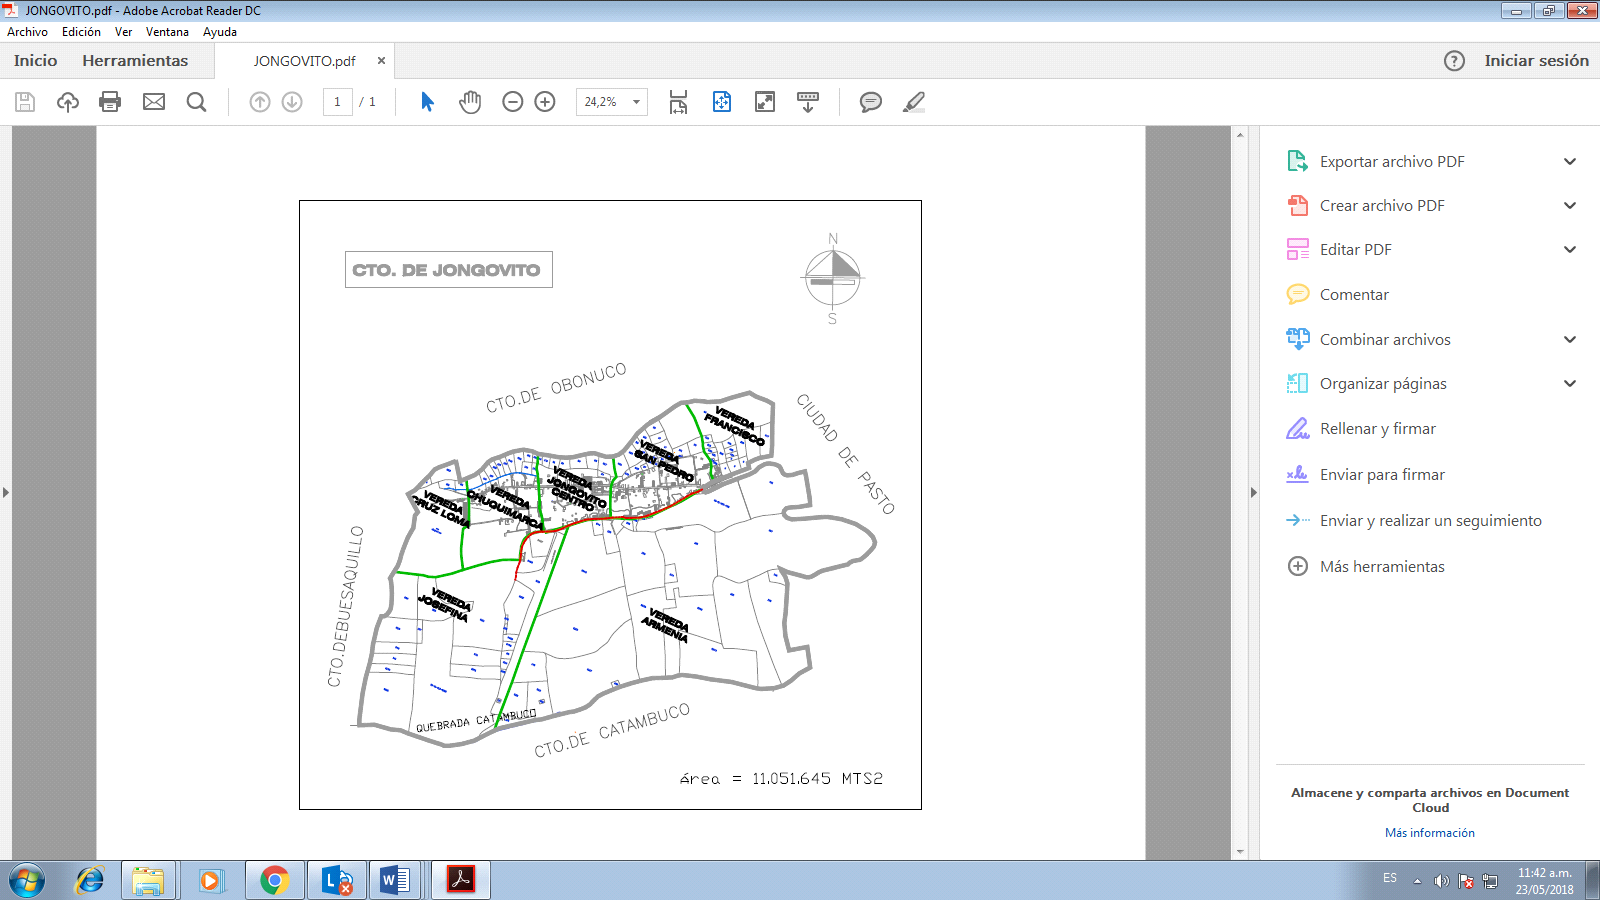 JONGOVITO.pdf - Adobe Acrobat Reader DC
Archivo Edición Ver Ventana Ayuda
Inicio Herramientas JONGOVITO.pdf × ? Iniciar sesión
1 / 1 24,2%
CTO. DE JONGOVITO
N
S
CTO.DE OBONUCO
CIUDAD DE PASTO
VEREDA
FRANCISCO
VEREDA
SAN PEDRO
VEREDA
JONGOVITO
CENTRO
VEREDA
CHUQUIMARCA
VEREDA
CRUZ LOMA
CTO.DEBUESAQUILLO
VEREDA
JOSEFINA
VEREDA
ARMENIA
QUEBRADA CATAMBUCO
CTO.DE CATAMBUCO
Área = 11.051.645 MTS2
Exportar archivo PDF
Crear archivo PDF
Editar PDF
Comentar
Combinar archivos
Organizar páginas
Rellenar y firmar
Enviar para firmar
Enviar y realizar un seguimiento
Más herramientas
Almacene y comparta archivos en Document
Cloud
Más información
ES
11:42 a.m.
23/05/2018